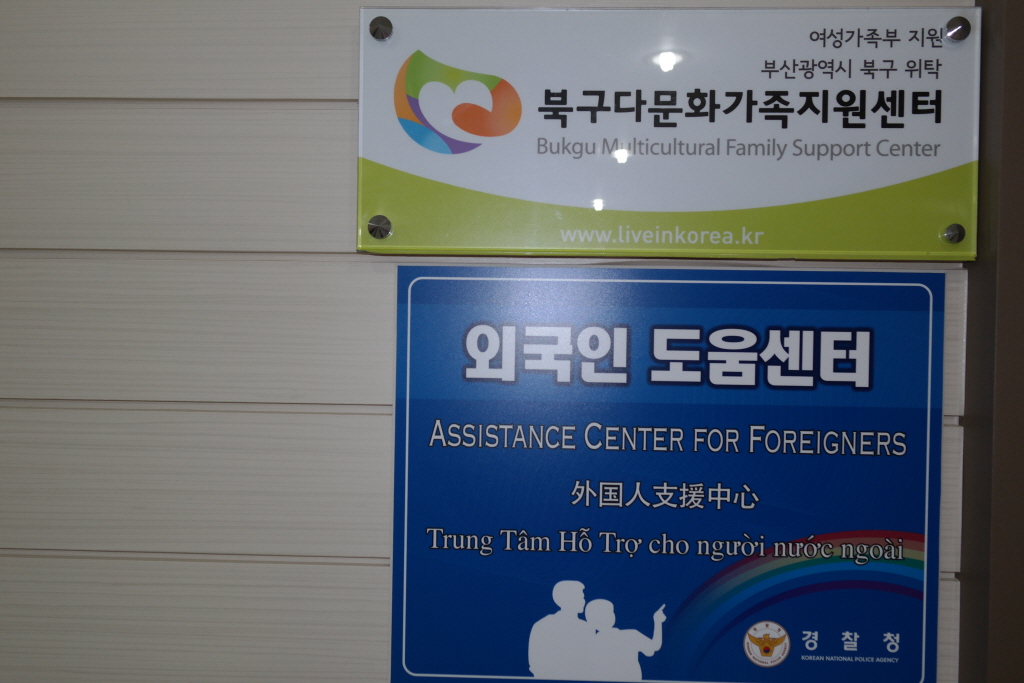 여성가족부 지원
부산광역시 북구 위탁
북구다문화가족지원센터
Bukgu Multicultural Family Support Center
www.liveinkorea.kr
외국인 도움센터
ASSISTANCE CENTER FOR FOREIGNERS
外国人支援中心
Trung Tâm Hỗ Trợ cho người nước ngoài
경찰청
KOREAN NATIONAL POLICE AGENCY